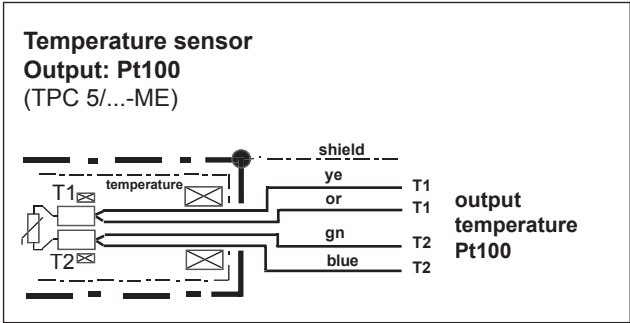 Temperature sensor
Output: Pt100
(TPC 5/...-ME)
shield
ye
T1
temperature
T1
or
T1
output
temperature
Pt100
gn
T2
T2
blue
T2